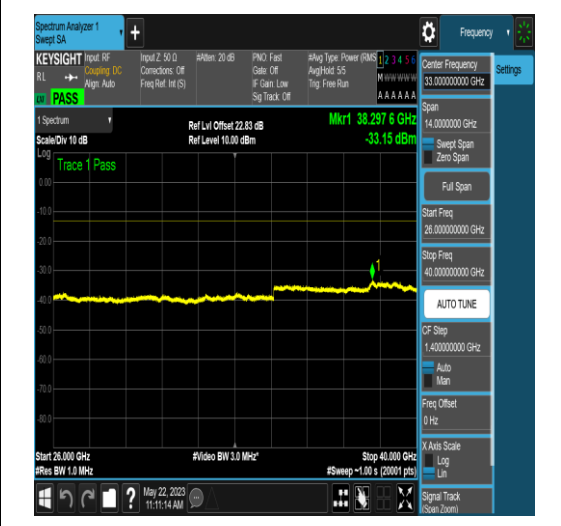 Spectrum Analyzer 1
Swept SA
+
Frequency
KEYSIGHT
RL
Input: RF
Coupling: DC
Align: Auto
Input Z: 50 Ω
Corrections: Off
Freq Ref: Int (S)
#Atten: 20 dB
PNO: Fast
Gate: Off
IF Gain: Low
Sig Track: Off
#Avg Type: Power (RMS
Avg|Hold: 5/5
Trig: Free Run
1 2 3 4 5 6
M W W W W W
A A A A A A
PASS
1 Spectrum
Scale/Div 10 dB
Ref Lvl Offset 22.83 dB
Ref Level 10.00 dBm
Mkr1 38.297 6 GHz
-33.15 dBm
Log
Trace 1 Pass
0.00
-10.0
-20.0
-30.0
-40.0
-50.0
-60.0
-70.0
-80.0
1
Start 26.000 GHz
#Res BW 1.0 MHz
#Video BW 3.0 MHz*
Stop 40.000 GHz
#Sweep ~1.00 s (20001 pts)
?
May 22, 2023
11:11:14 AM
Center Frequency
33.000000000 GHz
Settings
Span
14.0000000 GHz
Swept Span
Zero Span
Full Span
Start Freq
26.000000000 GHz
Stop Freq
40.000000000 GHz
AUTO TUNE
CF Step
1.400000000 GHz
Auto
Man
Freq Offset
0 Hz
X Axis Scale
Log
Lin
Signal Track
(Span Zoom)